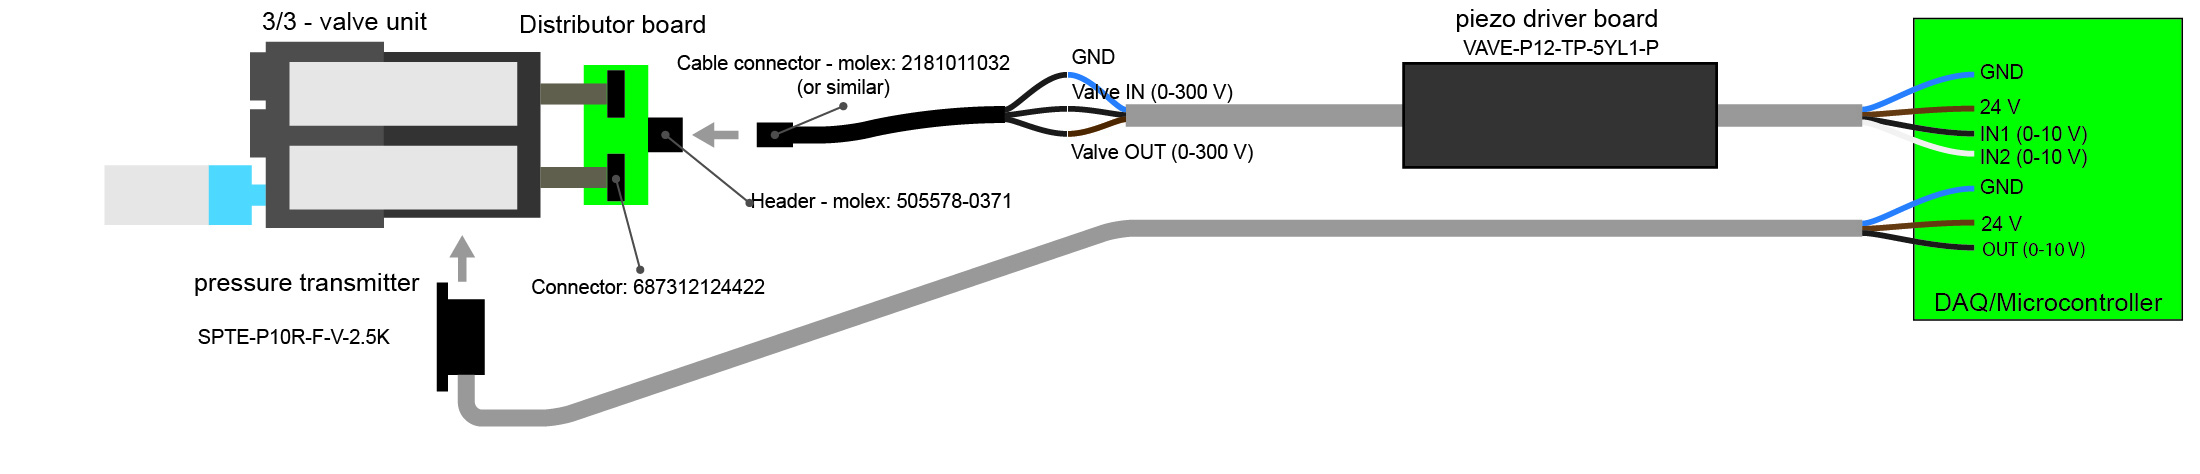 3/3 - valve unit
Distributor board
Cable connector - molex: 2181011032
(or similar)
GND
Valve IN (0-300 V)
Valve OUT (0-300 V)
piezo driver board
VAVE-P12-TP-5YL1-P
GND
24 V
IN1 (0-10 V)
IN2 (0-10 V)
GND
24 V
OUT (0-10 V)
DAQ/Microcontroller
Header - molex: 505578-0371
Connector: 687312124422
pressure transmitter
SPTE-P10R-F-V-2.5K